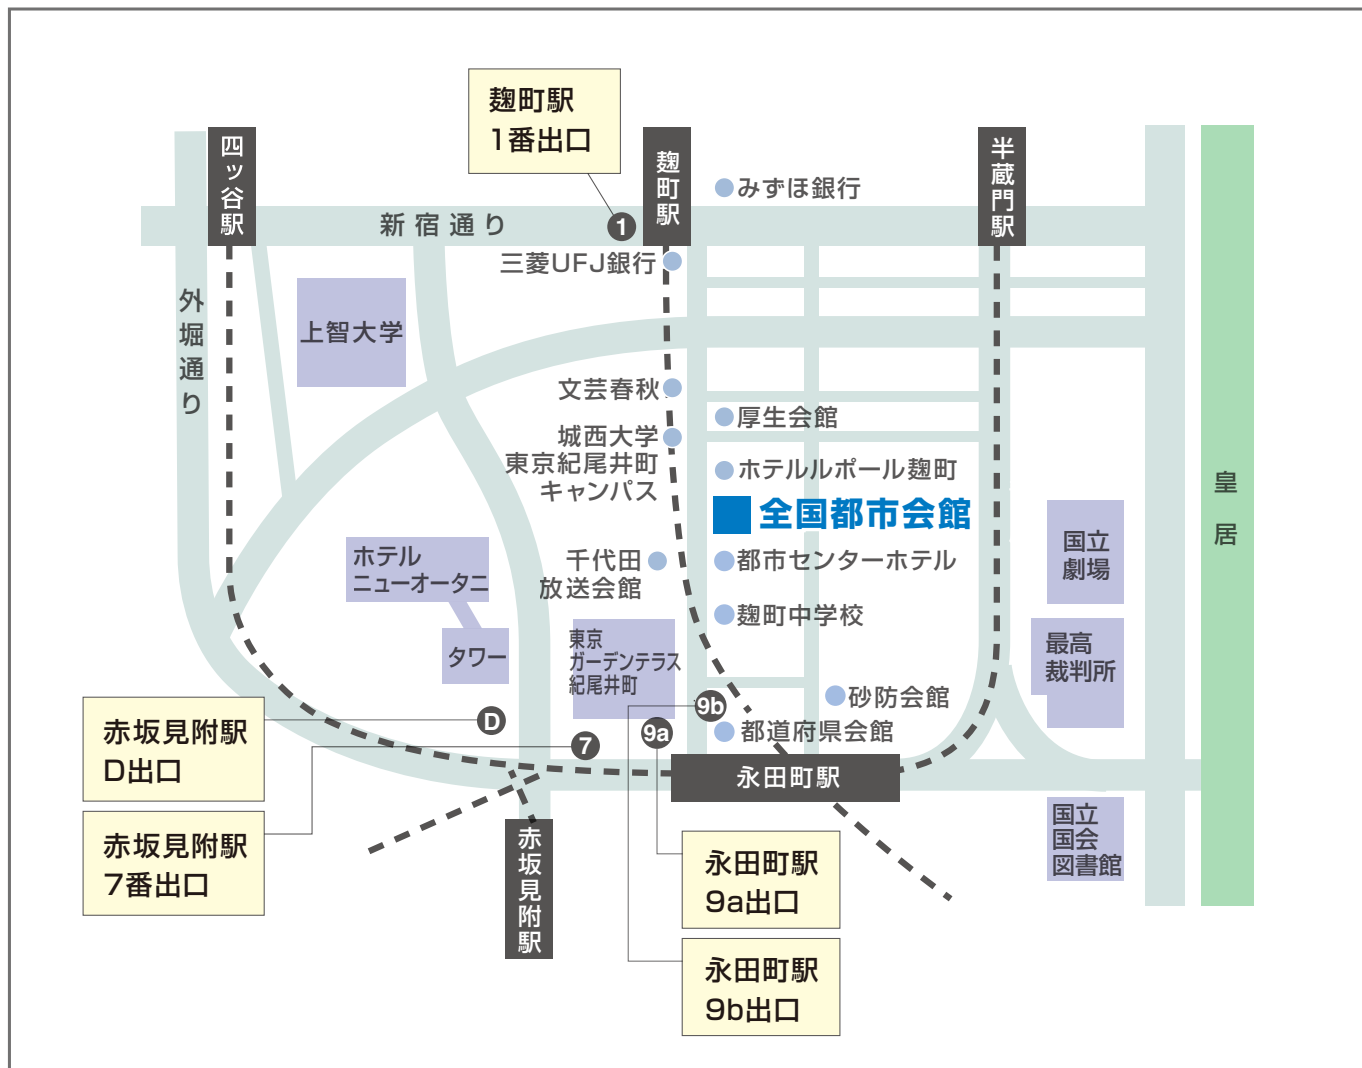 麹町駅
1番出口
四ッ谷駅
麹町駅
半蔵門駅
みずほ銀行
新宿通り
1
三菱UFJ銀行
外堀通り
上智大学
文芸春秋
厚生会館
城西大学
東京紀尾井町
キャンパス
ホテルルポール麹町
皇居
全国都市会館
国立
劇場
ホテル
ニューオータニ
千代田
放送会館
都市センターホテル
麹町中学校
タワー
東京
ガーデンテラス
紀尾井町
最高
裁判所
砂防会館
9b
都道府県会館
赤坂見附駅
D出口
D
7
9a
永田町駅
赤坂見附駅
7番出口
赤坂見附駅
国立
国会
図書館
永田町駅
9a出口
永田町駅
9b出口